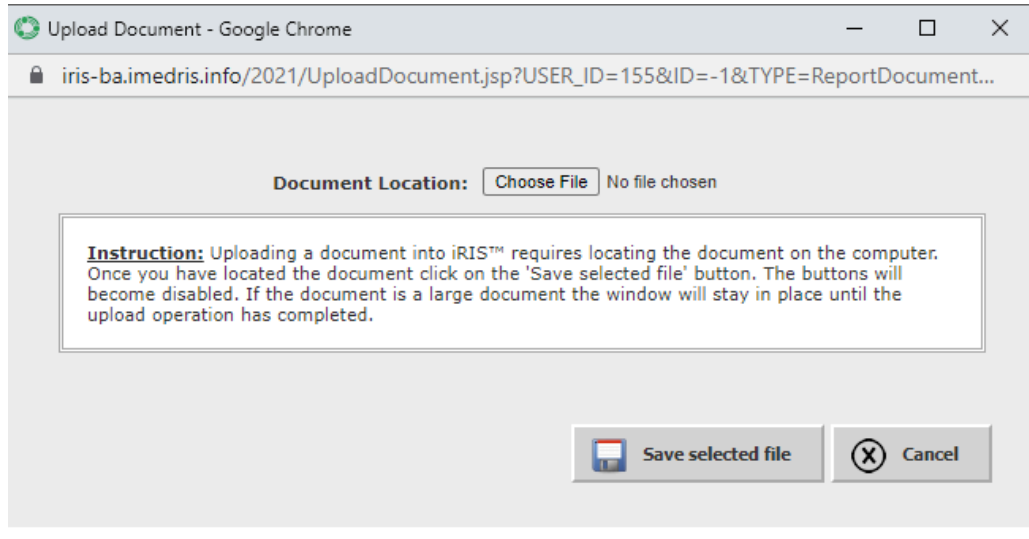 Upload Document - Google Chrome
iris-ba.imedris.info/2021/UploadDocument.jsp?USER_ID=155&ID=-1&TYPE=ReportDocument...
Document Location: Choose File No file chosen
Instruction: Uploading a document into iRIS™ requires locating the document on the computer.
Once you have located the document click on the 'Save selected file' button. The buttons will
become disabled. If the document is a large document the window will stay in place until the
upload operation has completed.
Save selected file Cancel